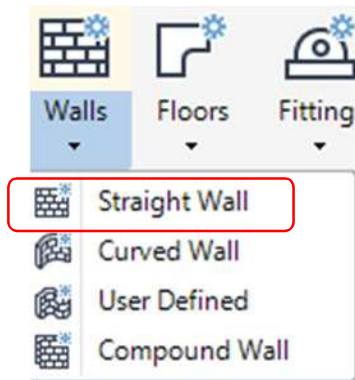 Walls Floors Fitting
Straight Wall
Curved Wall
User Defined
Compound Wall